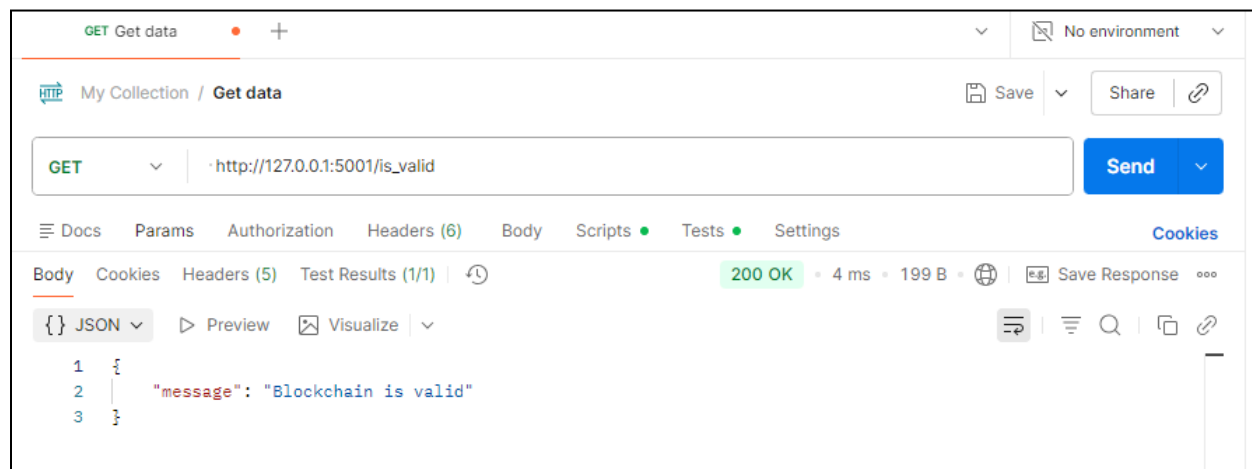 GET Get data
No environment
HTTP My Collection / Get data Save Share
GET http://127.0.0.1:5001/is_valid Send
Docs Params Authorization Headers (6) Body Scripts Tests Settings Cookies
Body Cookies Headers (5) Test Results (1/1) 200 OK 4 ms 199 B e.g. Save Response
{} JSON Preview Visualize
1 {
2 "message": "Blockchain is valid"
3 }